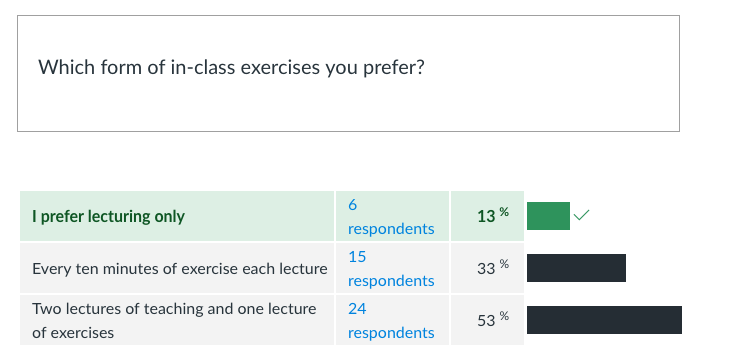 Which form of in-class exercises you prefer?
I prefer lecturing only 6 respondents 13 %
Every ten minutes of exercise each lecture 15 respondents 33 %
Two lectures of teaching and one lecture of exercises 24 respondents 53 %